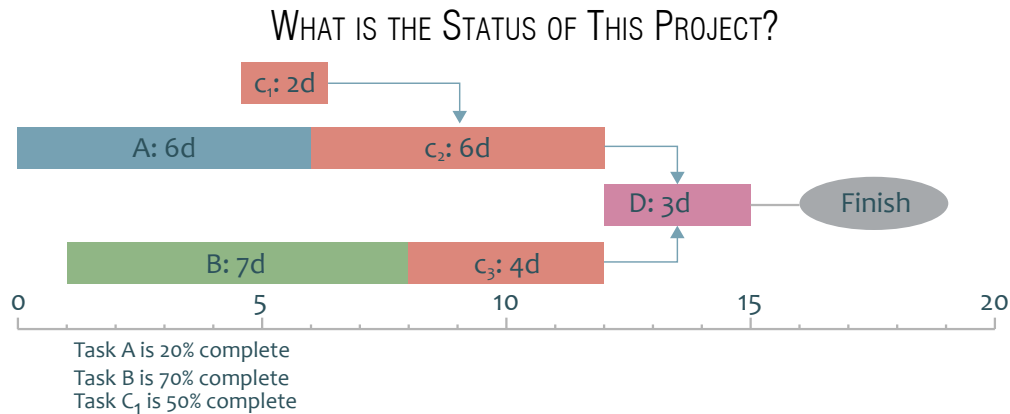 What is the Status of This Project?
c₁: 2d
A: 6d c₂: 6d
D: 3d Finish
B: 7d c₃: 4d
0 5 10 15 20
Task A is 20% complete
Task B is 70% complete
Task C₁ is 50% complete